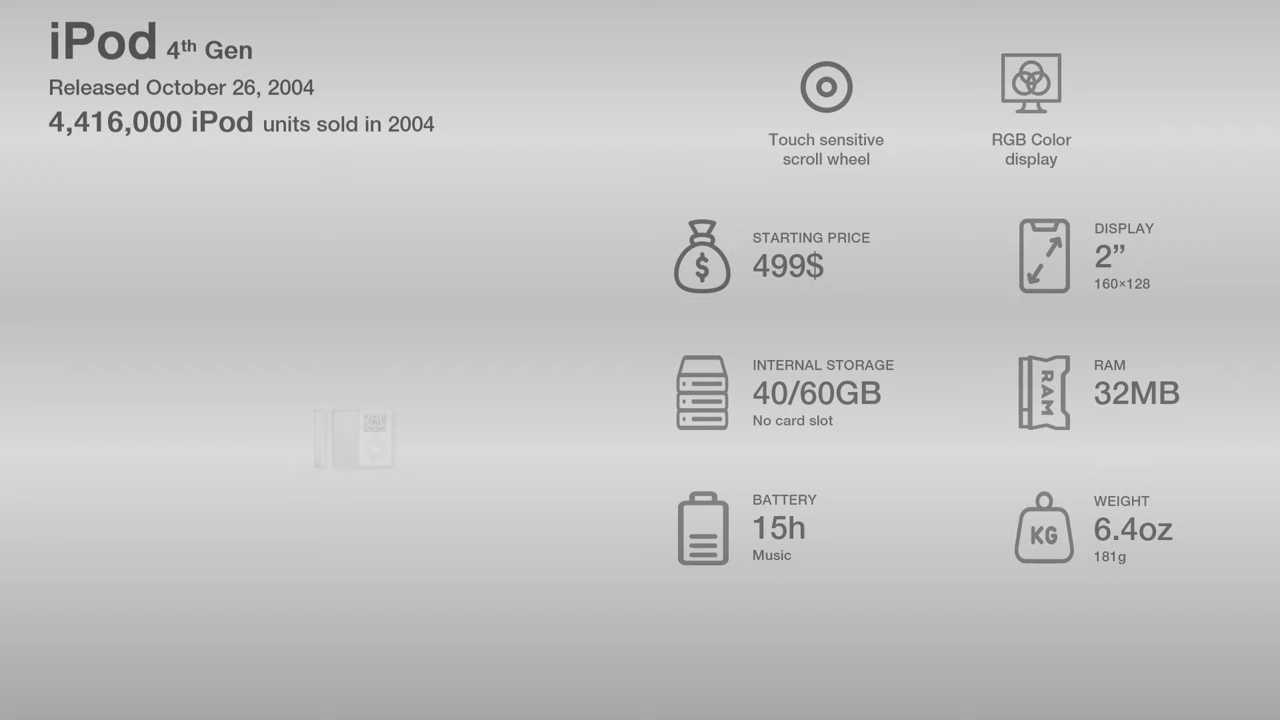 iPod 4th Gen
Released October 26, 2004
4,416,000 iPod units sold in 2004
Touch sensitive
scroll wheel
RGB Color
display
STARTING PRICE
499$
DISPLAY
2”
160×128
INTERNAL STORAGE
40/60GB
No card slot
RAM
RAM
32MB
BATTERY
15h
Music
KG
WEIGHT
6.4oz
181g